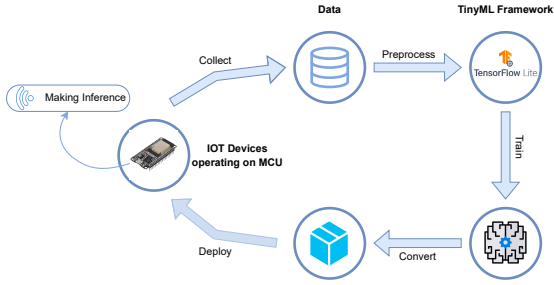 Data
TinyML Framework
Collect
Preprocess
TensorFlow Lite
Making Inference
IOT Devices
operating on MCU
Train
Deploy
Convert